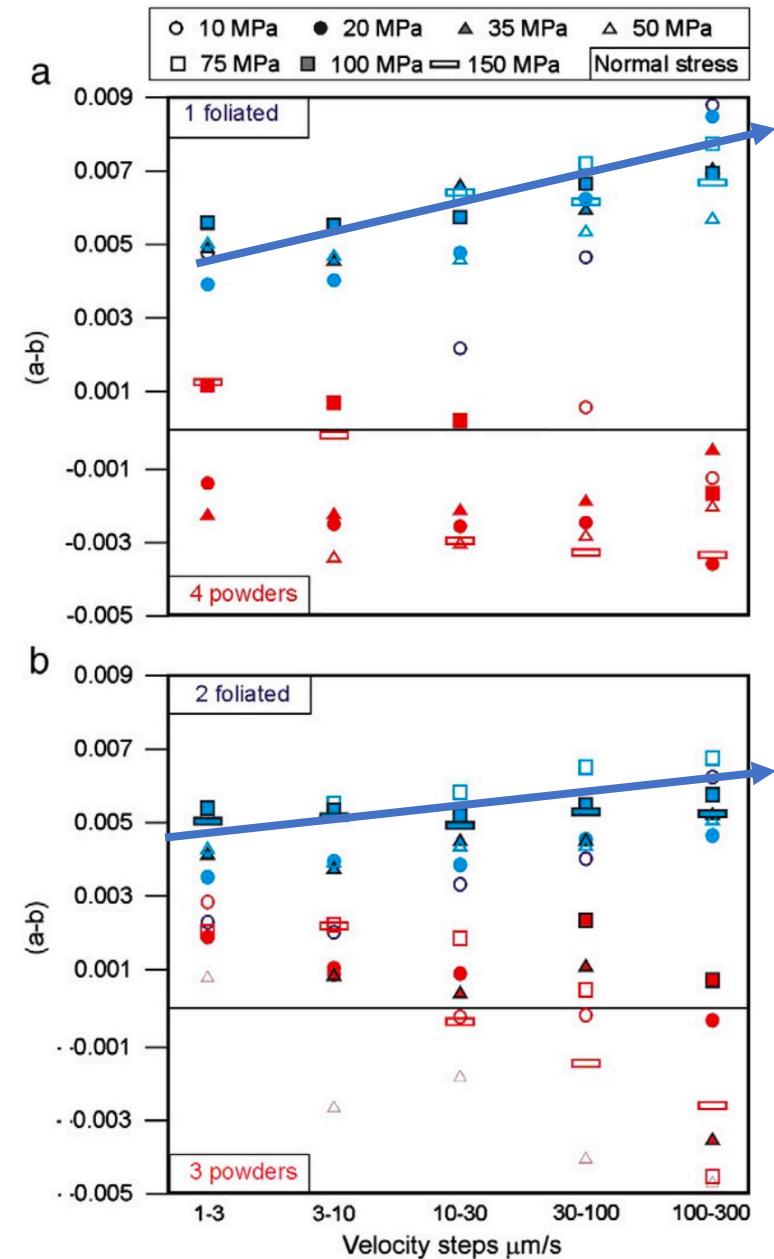 10 MPa 20 MPa 35 MPa 50 MPa
75 MPa 100 MPa 150 MPa Normal stress
a
0.009
1 foliated
0.007
0.005
0.003
(a-b)
0.001
-0.001
-0.003
4 powders
-0.005
b
0.009
2 foliated
0.007
0.005
0.003
(a-b)
0.001
-0.001
-0.003
3 powders
-0.005
1-3 3-10 10-30 30-100 100-300
Velocity steps μm/s